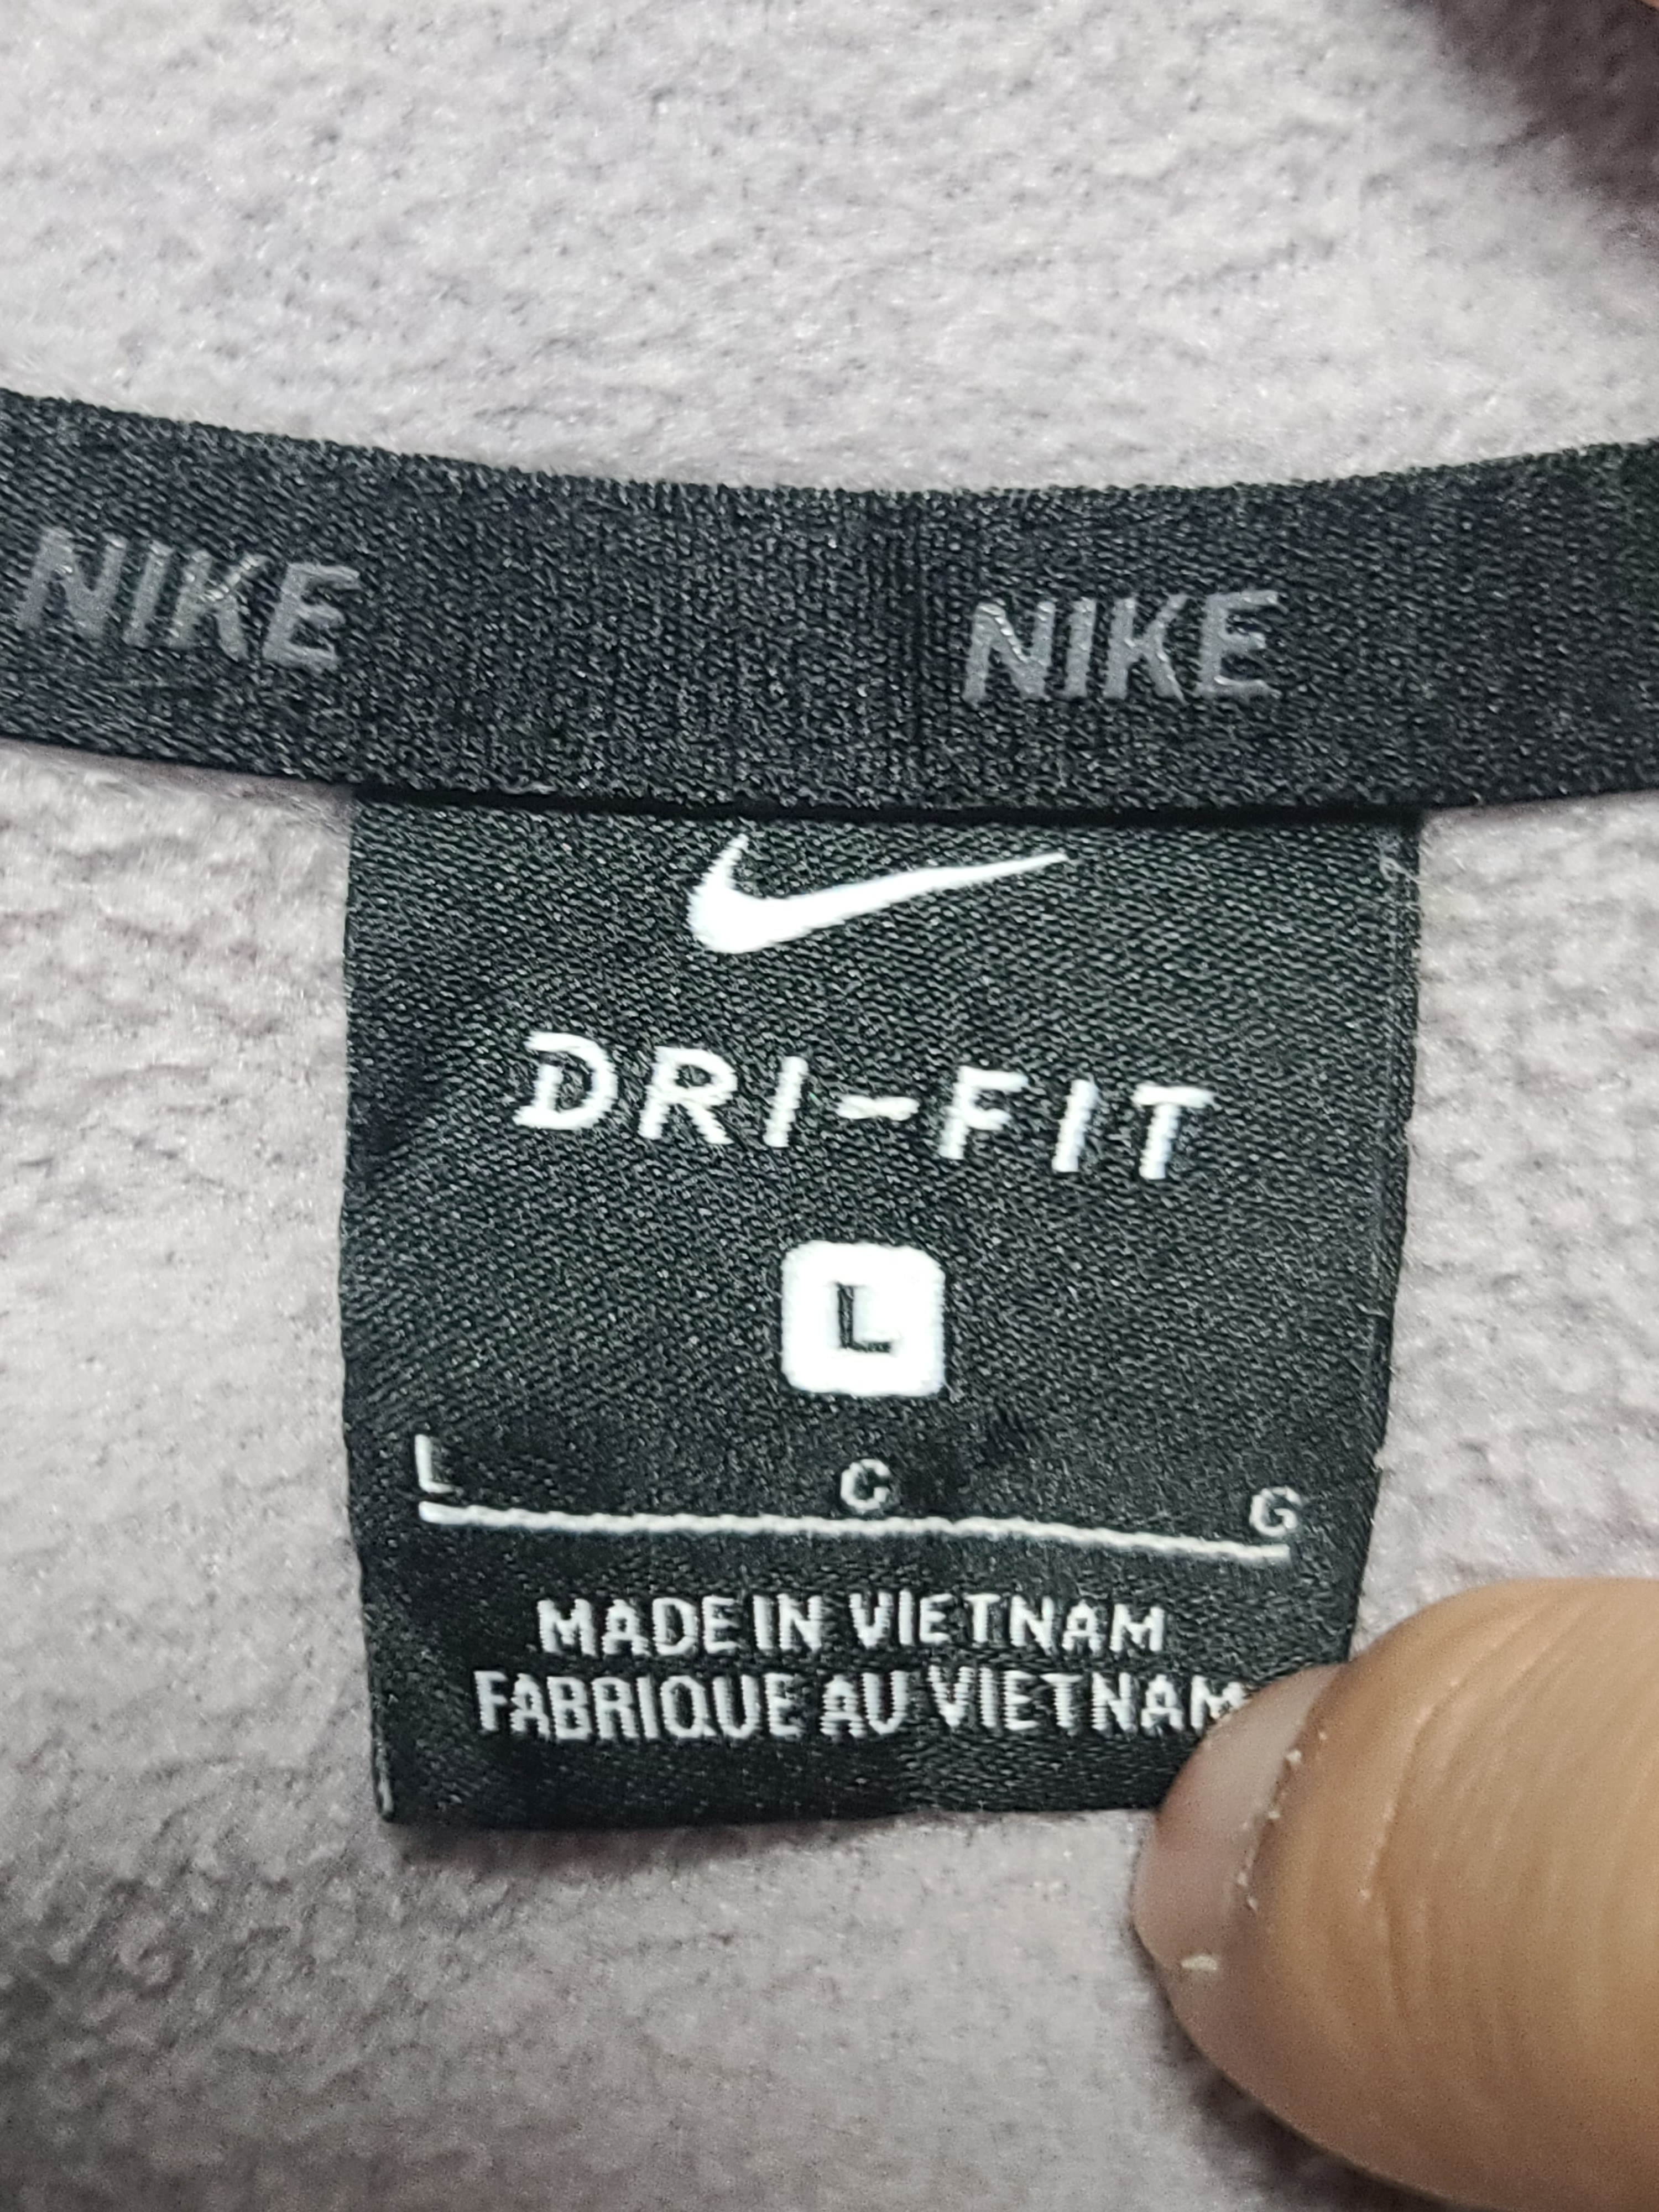 NIKE NIKE
DRI-FIT
L
L G G
MADE IN VIETNAM
FABRIQUE AU VIETNAM